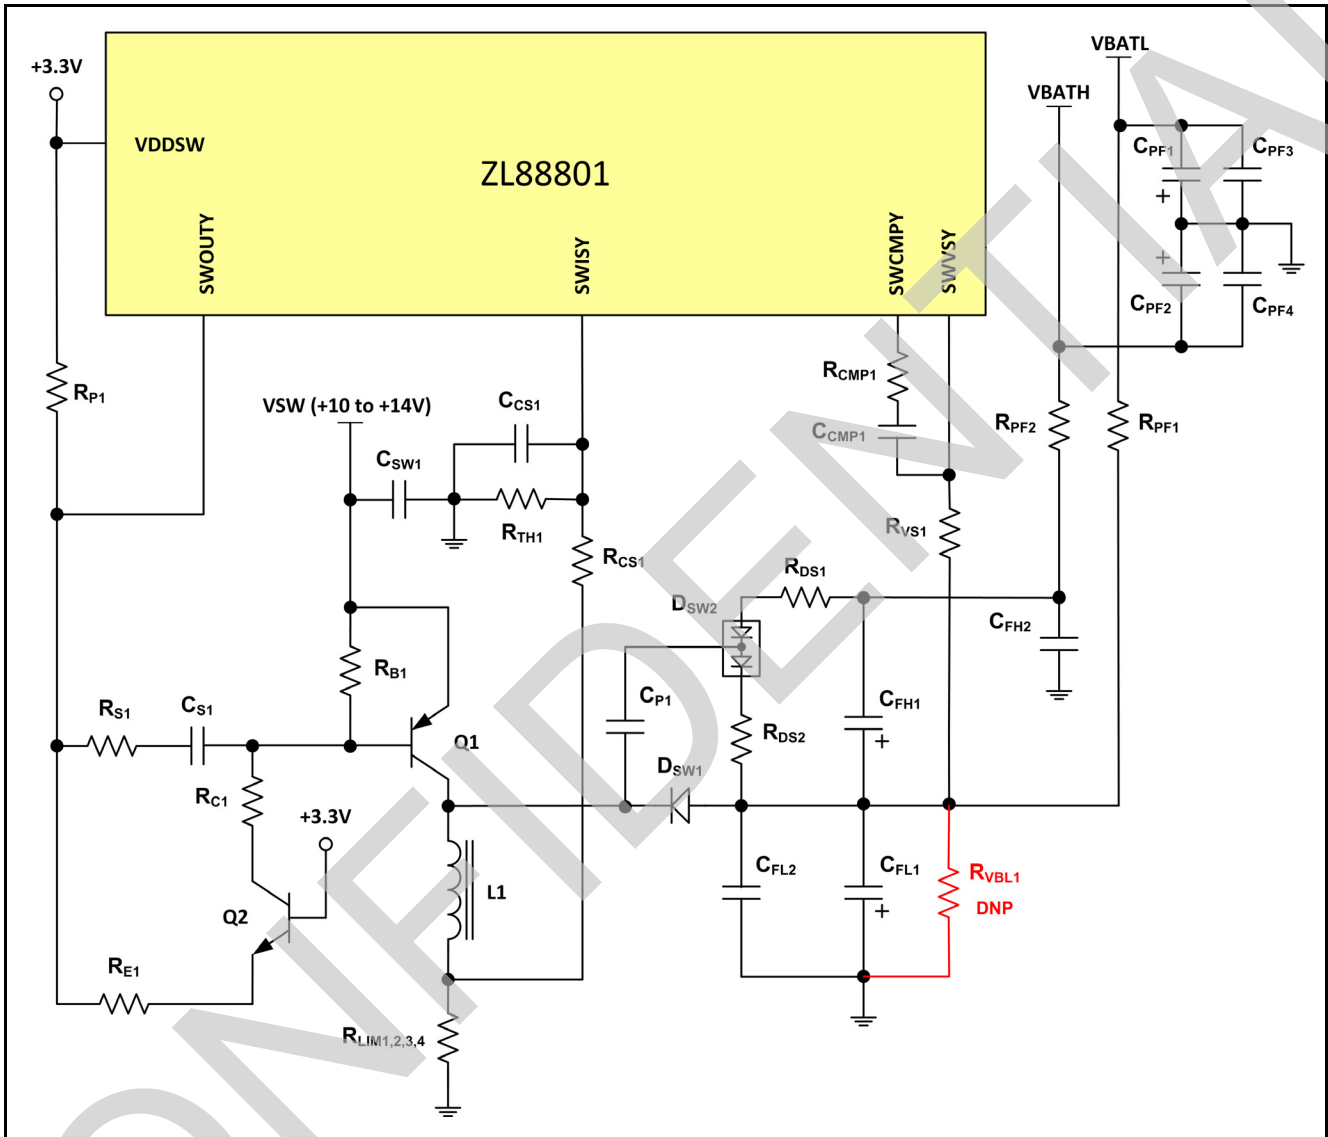 VBATL
+3.3V
VBATH
VDDSW
ZL88801
CPF1
CPF3
+
SWOUTY
SWISY
SWCMPY
SWVSY
+
CPF2
CPF4
RCMP1
RP1
CCS1
VSW (+10 to +14V)
RPF2
RPF1
CCMP1
CSW1
RTH1
RVS1
RCS1
RDS1
DSW2
CFH2
RB1
CP1
CFH1
RS1
CS1
RDS2
Q1
+
DSW1
RC1
+3.3V
CFL2
CFL1
RVBL1
L1
DNP
+
Q2
RE1
RLIM1,2,3,4
CONFIDENTIAL